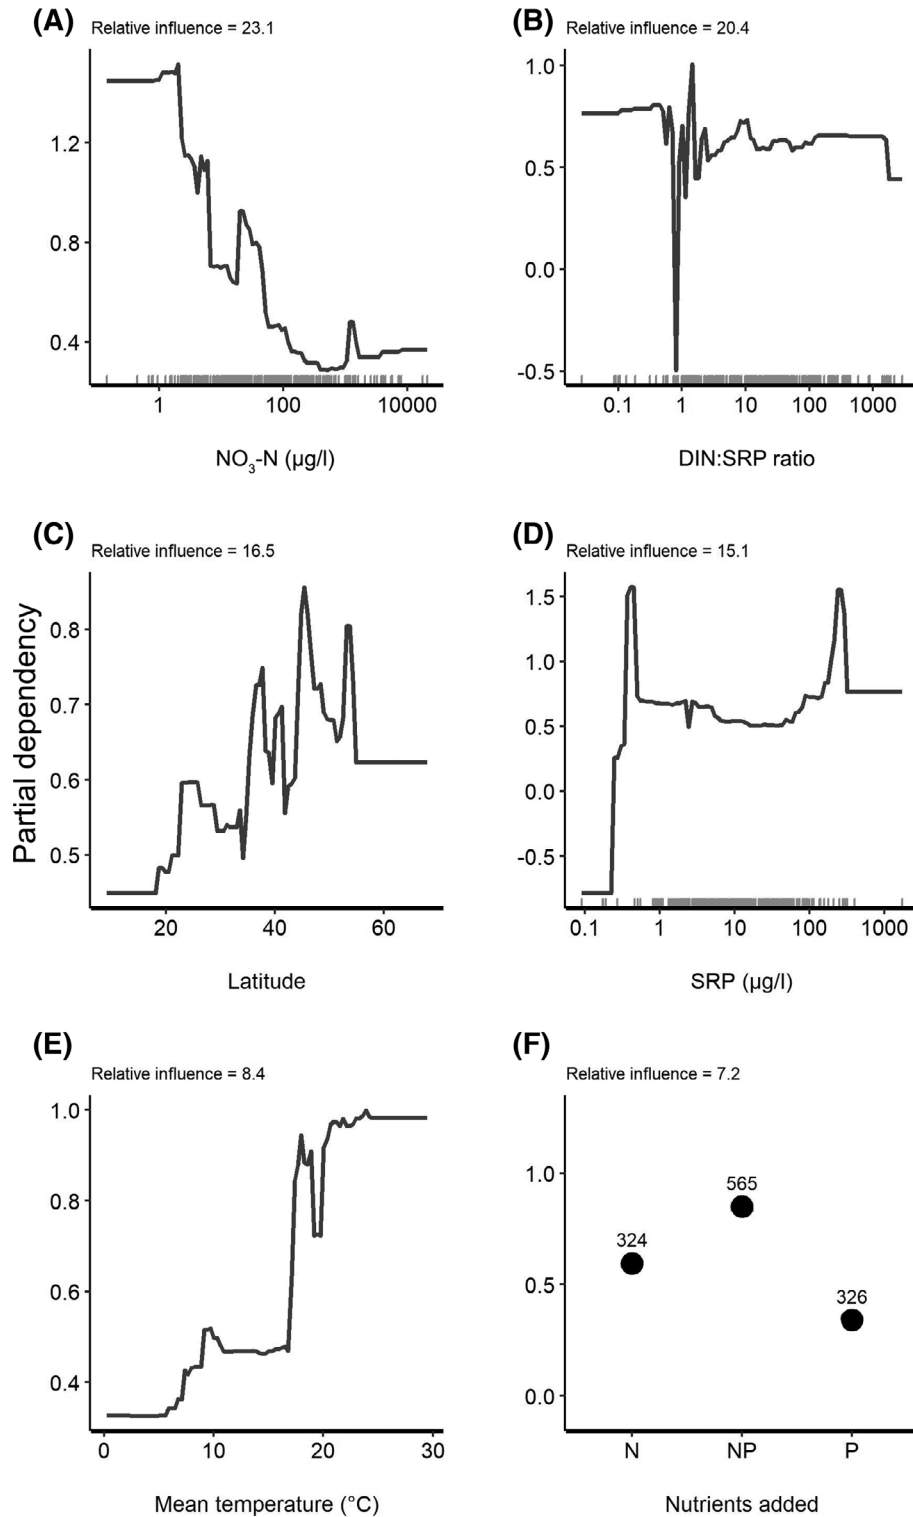 (A)
Relative influence = 23.1
1.2
0.8
0.4
1
100
10000
NO₃-N (µg/l)
(B)
Relative influence = 20.4
1.0
0.5
0.0
-0.5
0.1
1
10
100
1000
DIN:SRP ratio
Partial dependency
(C)
Relative influence = 16.5
0.8
0.7
0.6
0.5
20
40
60
Latitude
(D)
Relative influence = 15.1
1.5
1.0
0.5
0.0
-0.5
0.1
1
10
100
1000
SRP (µg/l)
(E)
Relative influence = 8.4
1.0
0.8
0.6
0.4
0
10
20
30
Mean temperature (°C)
(F)
Relative influence = 7.2
1.0
0.5
0.0
324
565
326
N
NP
P
Nutrients added